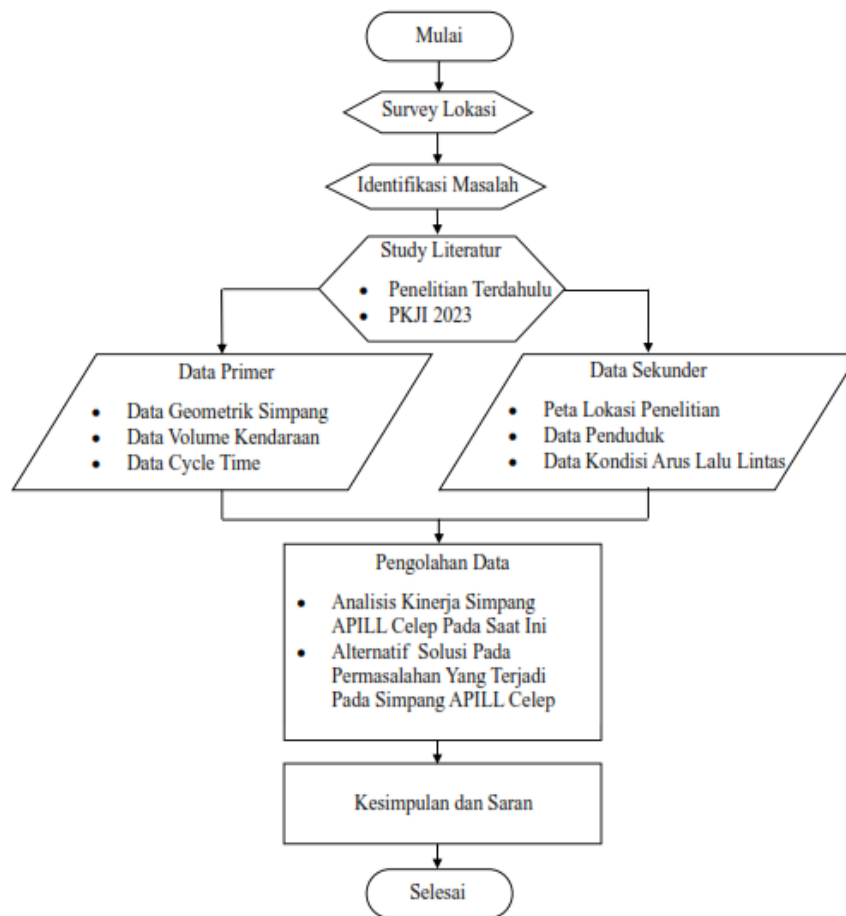 Mulai
Survey Lokasi
Identifikasi Masalah
Study Literatur
• Penelitian Terdahulu
• PKJI 2023
Data Primer
• Data Geometrik Simpang
• Data Volume Kendaraan
• Data Cycle Time
Data Sekunder
• Peta Lokasi Penelitian
• Data Penduduk
• Data Kondisi Arus Lalu Lintas
Pengolahan Data
• Analisis Kinerja Simpang
APILL Celep Pada Saat Ini
• Alternatif Solusi Pada
Permasalahan Yang Terjadi
Pada Simpang APILL Celep
Kesimpulan dan Saran
Selesai